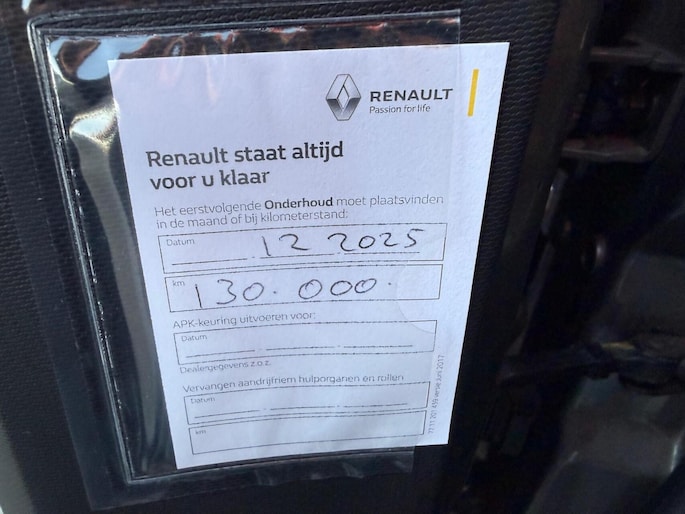 RENAULT
Passion for life
Renault staat altijd
voor u klaar
Het eerstvolgende Onderhoud moet plaatsvinden
in de maand of bij kilometerstand:
Datum
12 2025
km
130.000.
APK-keuring uitvoeren voor:
Datum
Dealergegevens z.o.z.
Vervangen aandrijfriem hulporganen en rollen
Datum
km